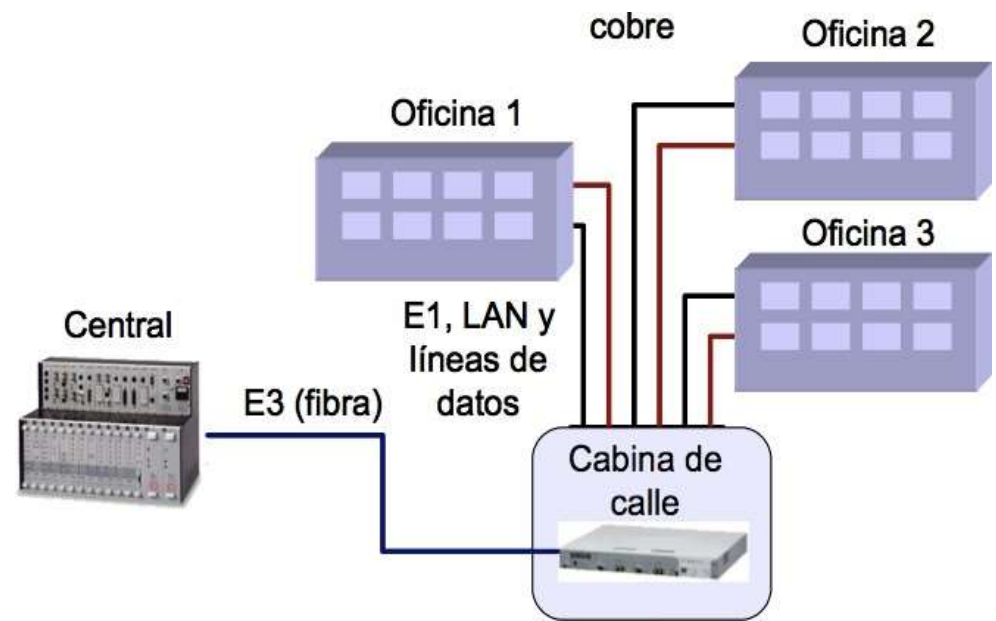 cobre
Oficina 2
Oficina 1
Oficina 3
E1, LAN y
líneas de
datos
Central
E3 (fibra)
Cabina de
calle